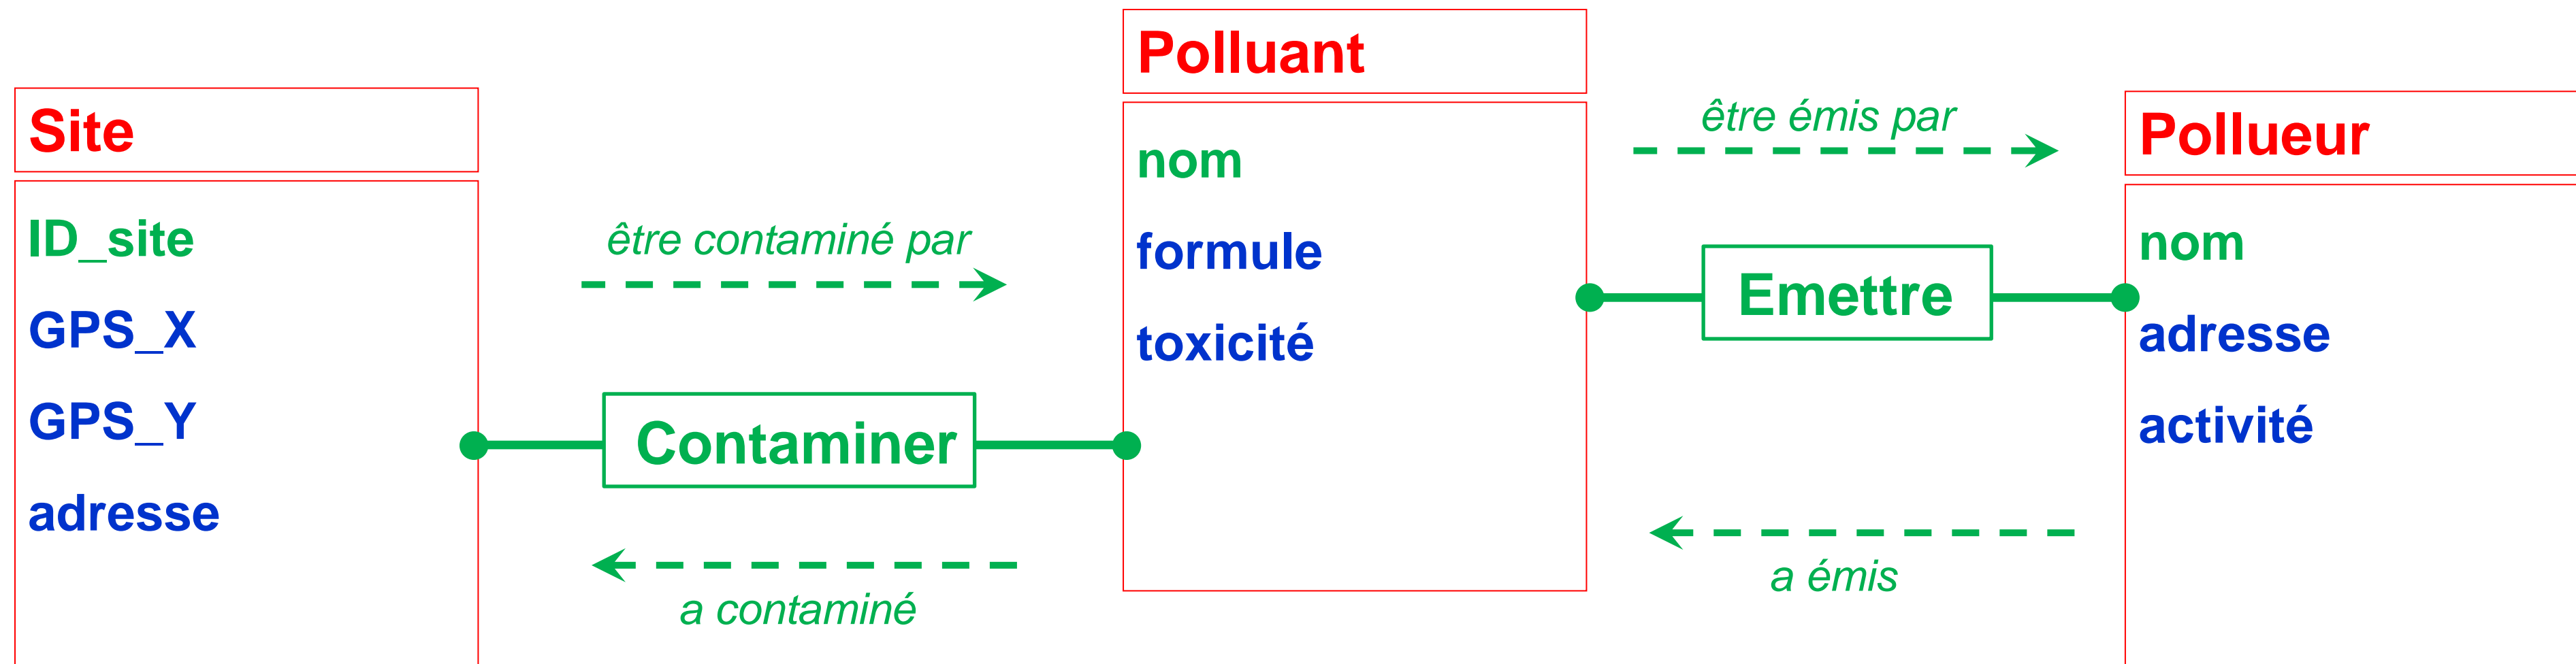 Site
ID_site
GPS_X
GPS_Y
adresse
être contaminé par
Contaminer
a contaminé
Polluant
nom
formule
toxicité
être émis par
Emettre
a émis
Pollueur
nom
adresse
activité